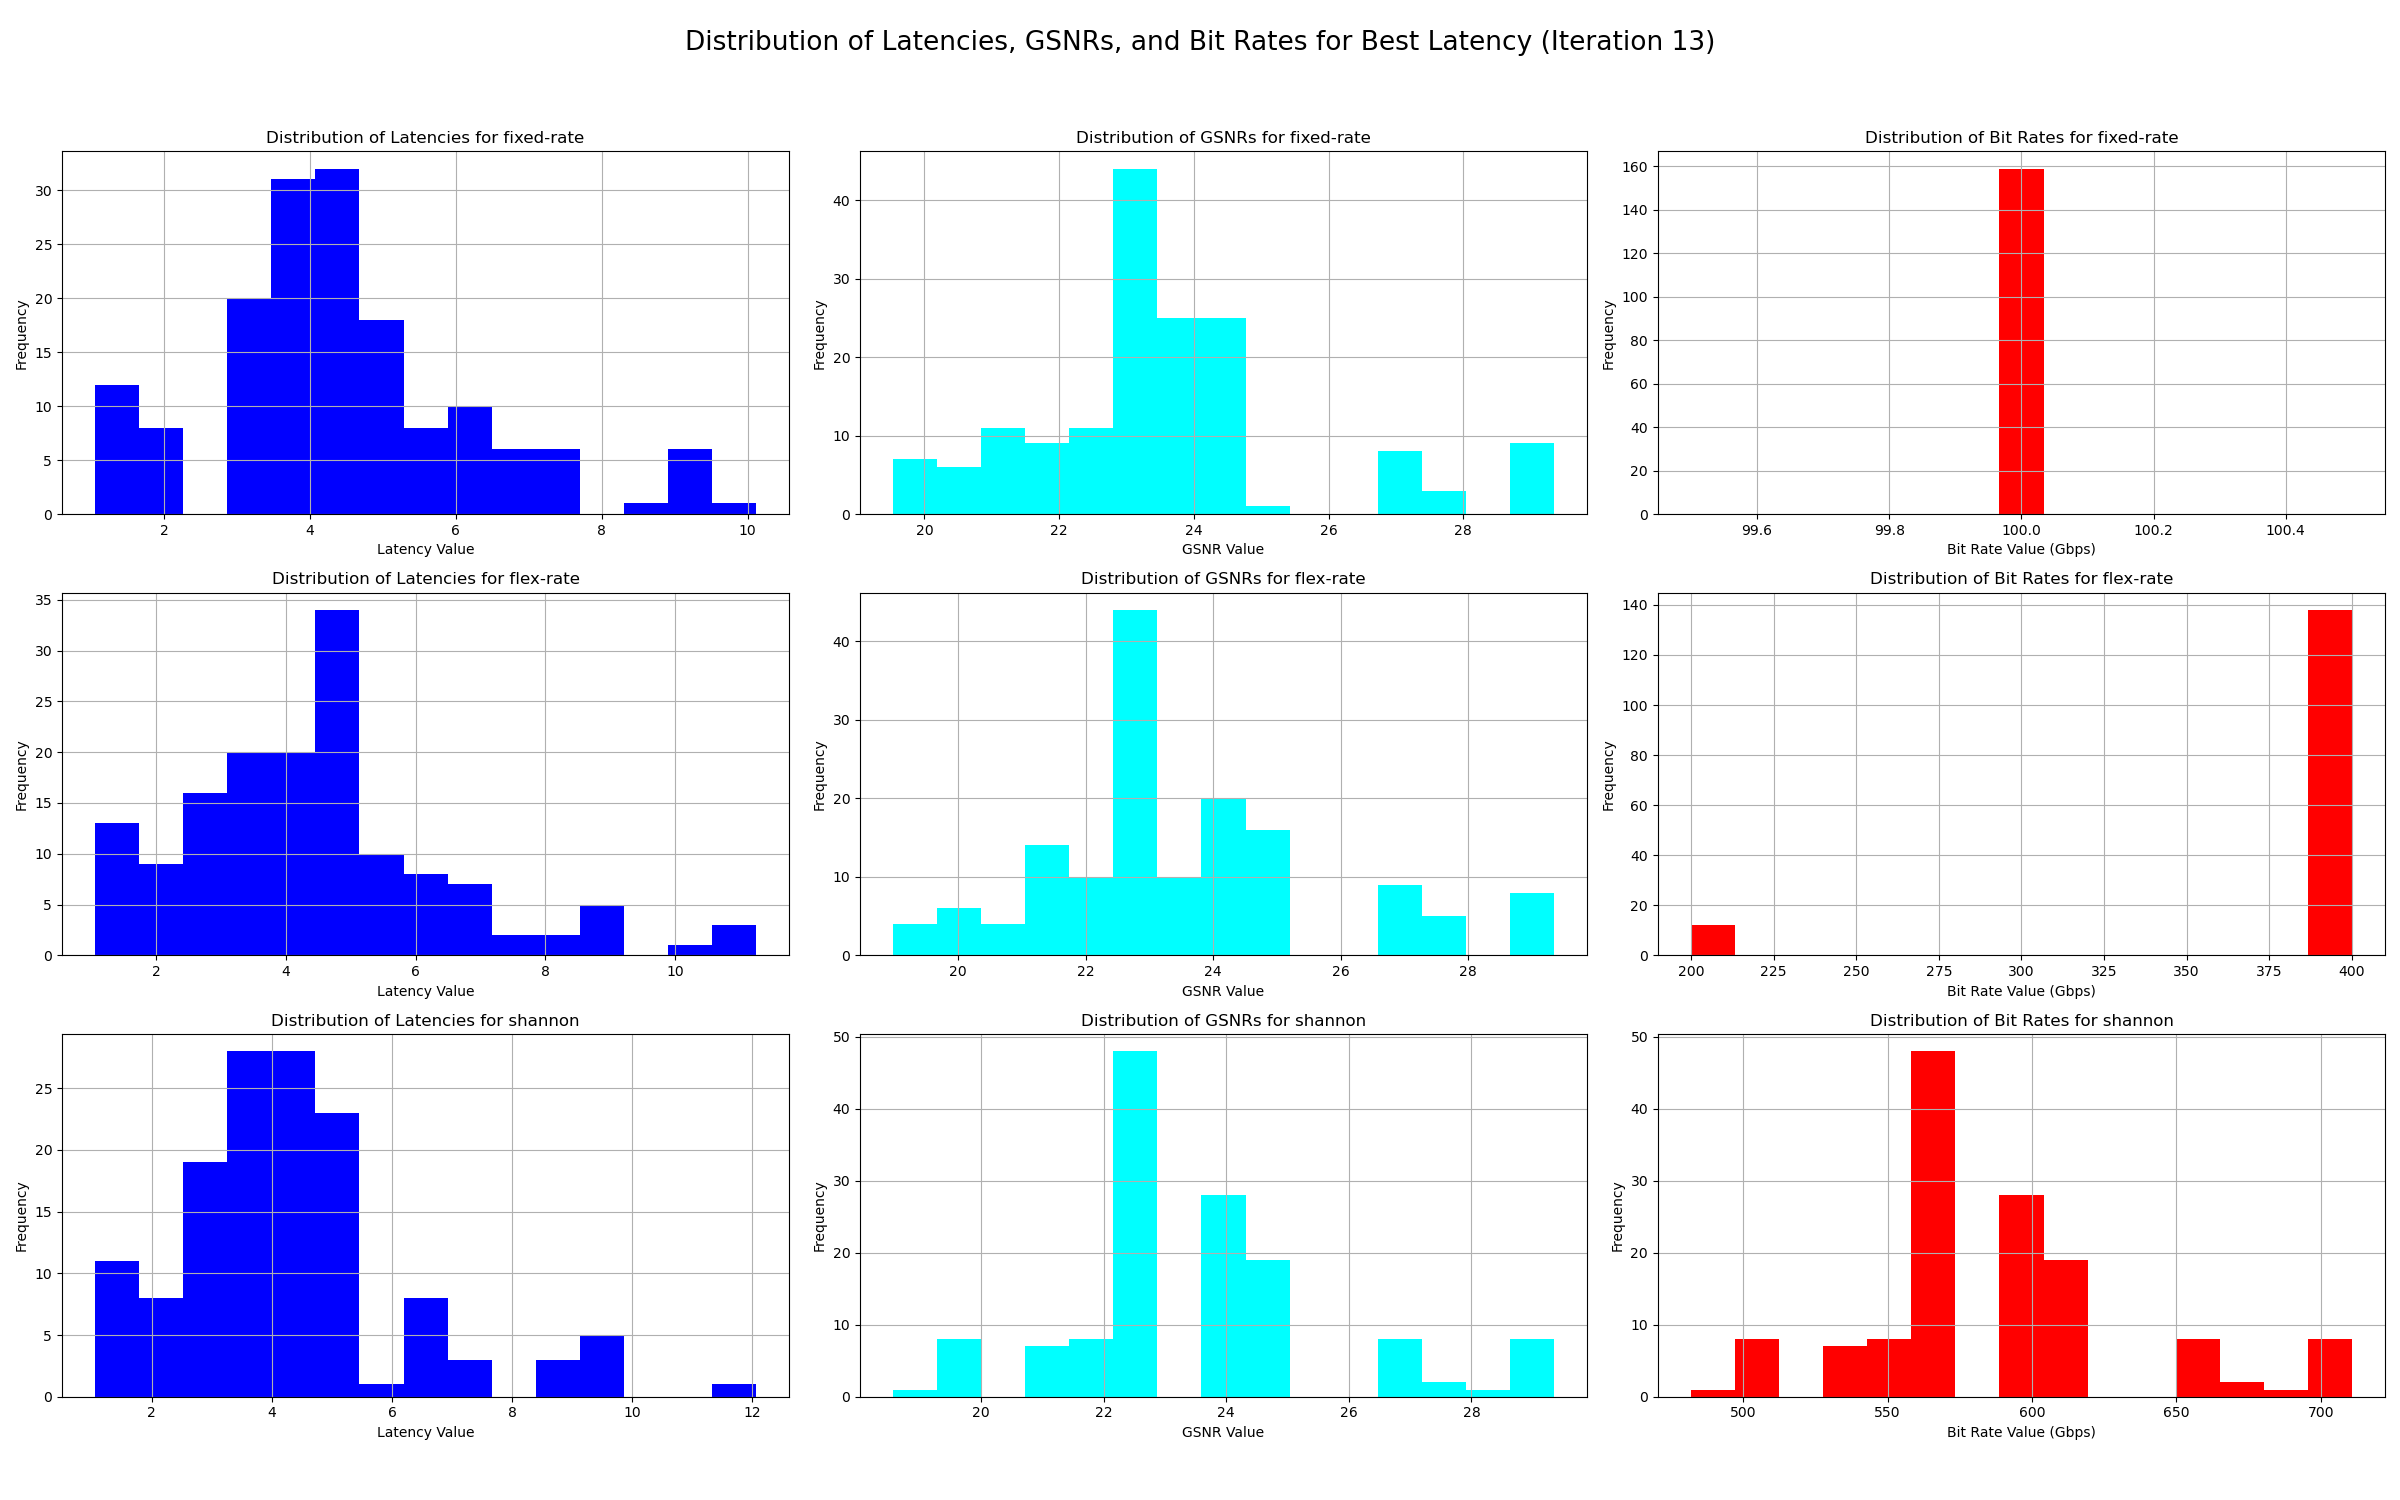 Distribution of Latencies, GSNRs, and Bit Rates for Best Latency (Iteration 13)
Distribution of Latencies for fixed-rate
Frequency
30
25
20
15
10
5
0
2 4 6 8 10
Latency Value
Distribution of GSNRs for fixed-rate
Frequency
40
30
20
10
0
20 22 24 26 28
GSNR Value
Distribution of Bit Rates for fixed-rate
Frequency
160
140
120
100
80
60
40
20
0
99.6 99.8 100.0 100.2 100.4
Bit Rate Value (Gbps)
Distribution of Latencies for flex-rate
Frequency
35
30
25
20
15
10
5
0
2 4 6 8 10
Latency Value
Distribution of GSNRs for flex-rate
Frequency
40
30
20
10
0
20 22 24 26 28
GSNR Value
Distribution of Bit Rates for flex-rate
Frequency
140
120
100
80
60
40
20
0
200 225 250 275 300 325 350 375 400
Bit Rate Value (Gbps)
Distribution of Latencies for shannon
Frequency
25
20
15
10
5
0
2 4 6 8 10 12
Latency Value
Distribution of GSNRs for shannon
Frequency
50
40
30
20
10
0
20 22 24 26 28
GSNR Value
Distribution of Bit Rates for shannon
Frequency
50
40
30
20
10
0
500 550 600 650 700
Bit Rate Value (Gbps)